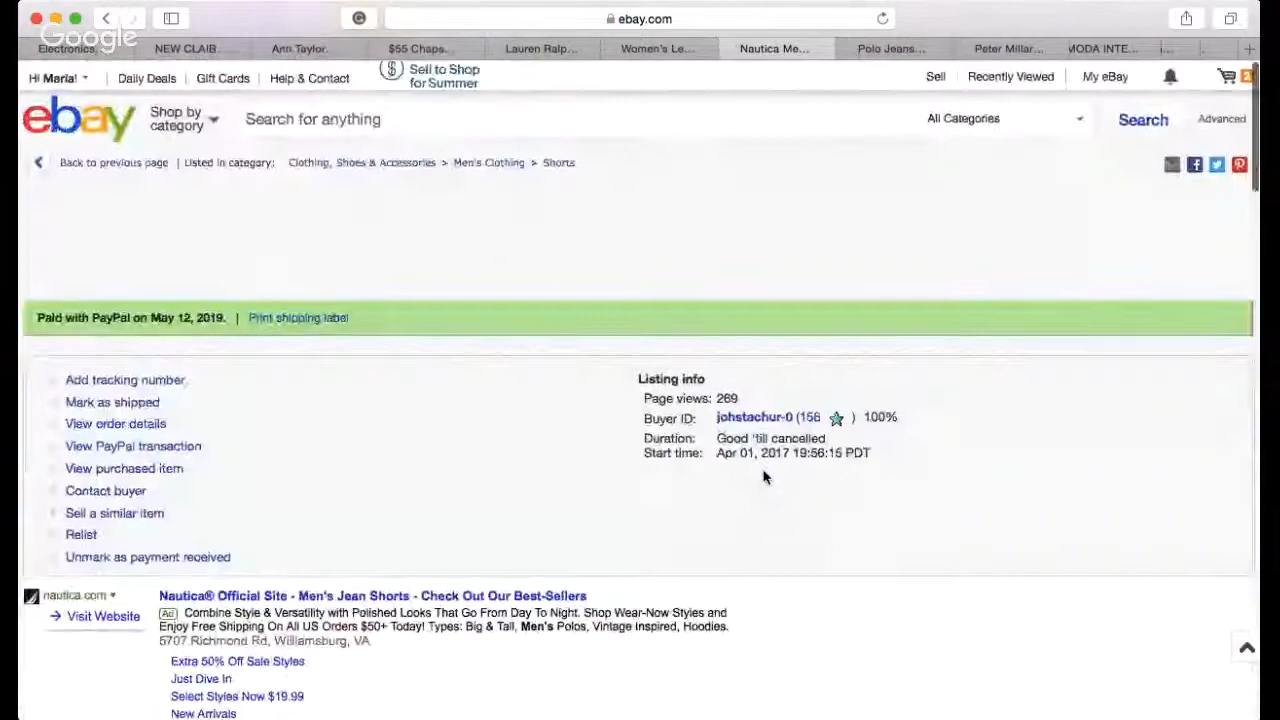 Google
ebay.com
Electronics,
NEW CLAIB...
Ann Taylor...
$55 Chaps...
Lauren Ralp...
Women's Le...
Nautica Me...
Polo Jeans...
Peter Millar...
MODA INTE...
Hi Maria!
Daily Deals
Gift Cards
Help & Contact
Sell to Shop
for Summer
Sell
Recently Viewed
My eBay
ebay
Shop by
category
Search for anything
All Categories
Search
Advanced
Back to previous page | Listed in category: Clothing, Shoes & Accessories > Men's Clothing > Shorts
Paid with PayPal on May 12, 2019. | Print shipping label
Add tracking number
Mark as shipped
View order details
View PayPal transaction
View purchased item
Contact buyer
Sell a similar item
Relist
Unmark as payment received
Listing info
Page views: 269
Buyer ID: johstachur-0 (156 ) 100%
Duration: Good 'till cancelled
Start time: Apr 01, 2017 19:56:15 PDT
nautica.com
Visit Website
Nautica® Official Site - Men's Jean Shorts - Check Out Our Best-Sellers
Ad Combine Style & Versatility with Polished Looks That Go From Day To Night. Shop Wear-Now Styles and
Enjoy Free Shipping On All US Orders $50+ Today! Types: Big & Tall, Men's Polos, Vintage Inspired, Hoodies.
5707 Richmond Rd, Williamsburg, VA
Extra 50% Off Sale Styles
Just Dive In
Select Styles Now $19.99
New Arrivals